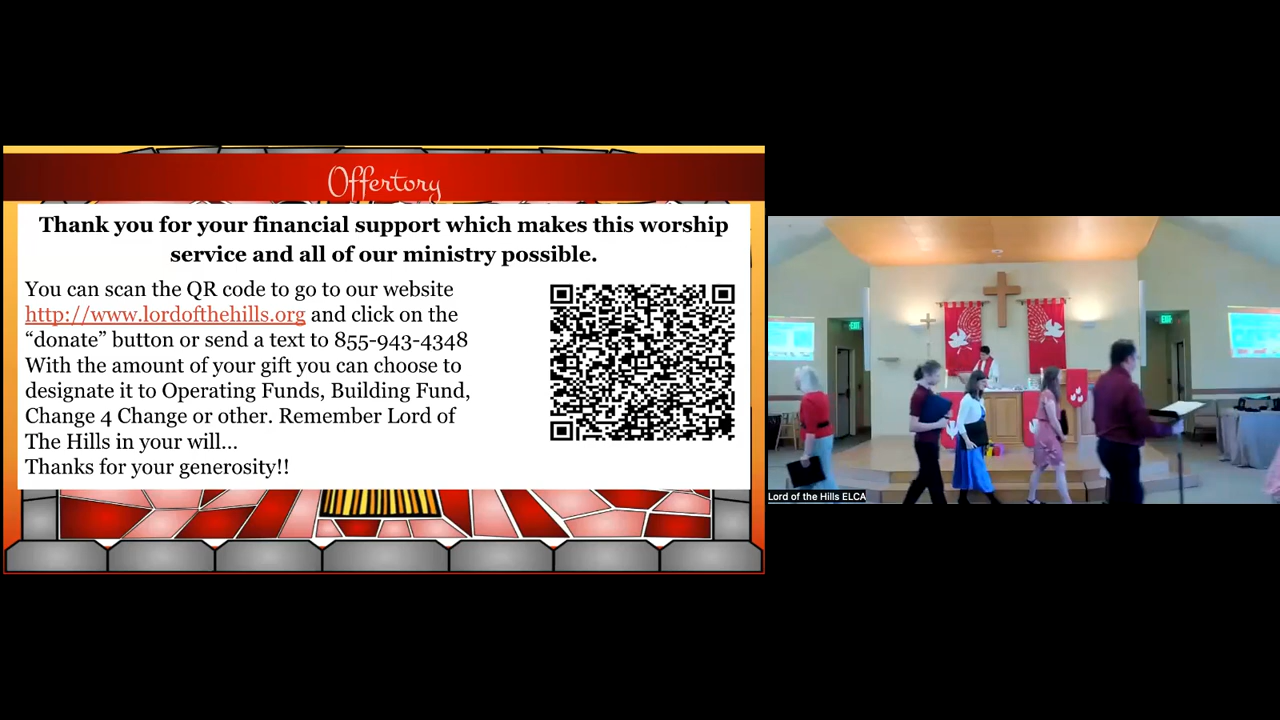 Offertory
Thank you for your financial support which makes this worship
service and all of our ministry possible.
You can scan the QR code to go to our website
http://www.lordofthehills.org and click on the
“donate” button or send a text to 855-943-4348
With the amount of your gift you can choose to
designate it to Operating Funds, Building Fund,
Change 4 Change or other. Remember Lord of
The Hills in your will...
Thanks for your generosity!!
EXIT
EXIT
Lord of the Hills ELCA